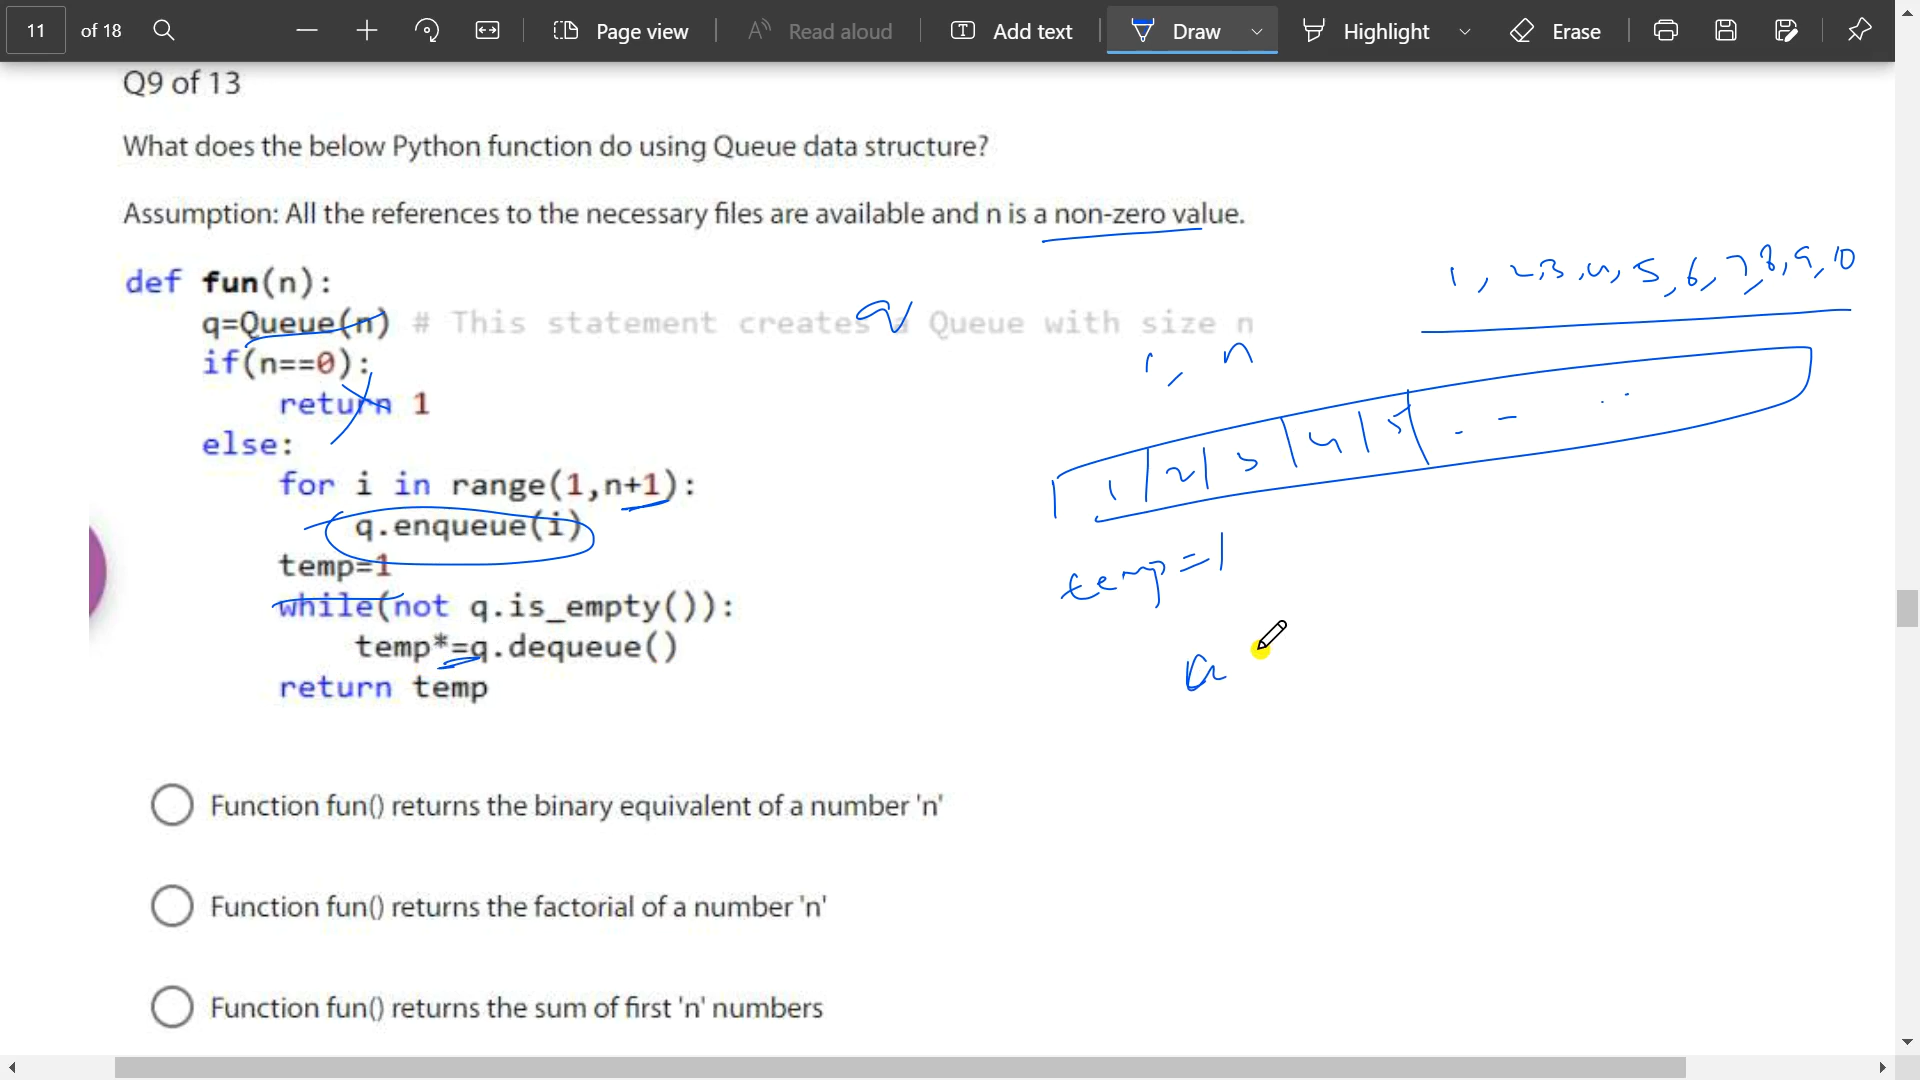 11 of 18 Page view Read aloud Add text Draw Highlight Erase
Q9 of 13
What does the below Python function do using Queue data structure?
Assumption: All the references to the necessary files are available and n is a non-zero value.
1, 2,3,4,5,6,7,8,9,10
def fun(n):
q=Queue(n) # This statement creates a Queue with size n
q
if(n==0):
1, n
return 1
else:
1 2 3 4 5 . - . .
for i in range(1,n+1):
q.enqueue(i)
temp=1
temp=1
while(not q.is_empty()):
temp*=q.dequeue()
return temp
Function fun() returns the binary equivalent of a number 'n'
Function fun() returns the factorial of a number 'n'
Function fun() returns the sum of first 'n' numbers